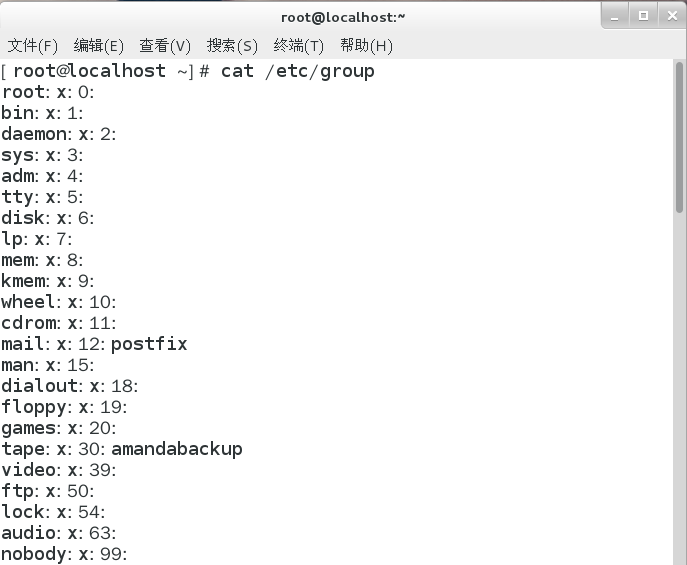 root@localhost:~
文件(F) 编辑(E) 查看(V) 搜索(S) 终端(T) 帮助(H)
[root@localhost ~]# cat /etc/group
root:x:0:
bin:x:1:
daemon:x:2:
sys:x:3:
adm:x:4:
tty:x:5:
disk:x:6:
lp:x:7:
mem:x:8:
kmem:x:9:
wheel:x:10:
cdrom:x:11:
mail:x:12:postfix
man:x:15:
dialout:x:18:
floppy:x:19:
games:x:20:
tape:x:30:amandabackup
video:x:39:
ftp:x:50:
lock:x:54:
audio:x:63:
nobody:x:99: